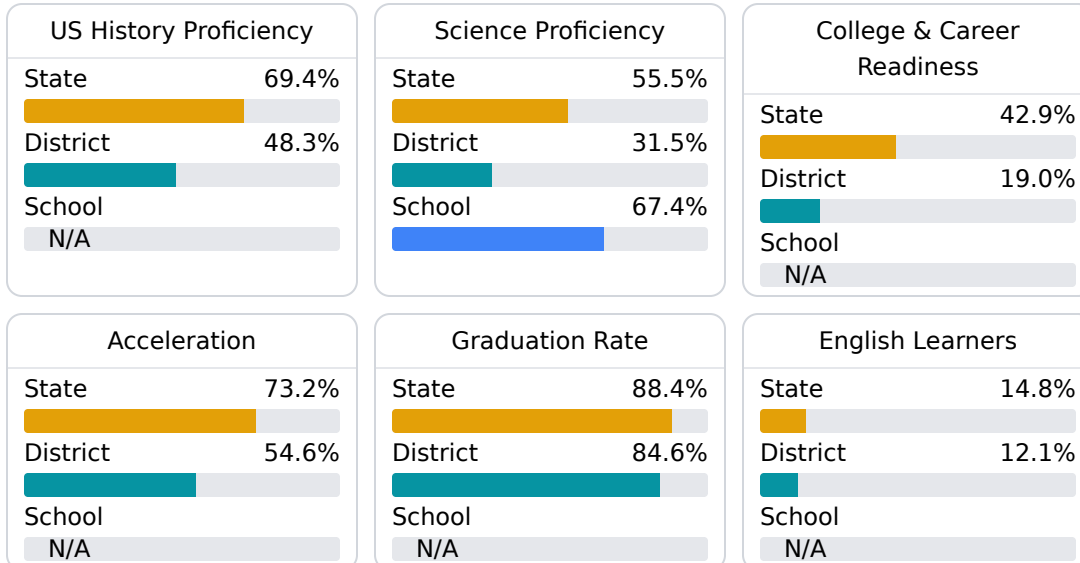 US History Proficiency
State 69.4%
District 48.3%
School
N/A
Science Proficiency
State 55.5%
District 31.5%
School 67.4%
College & Career
Readiness
State 42.9%
District 19.0%
School
N/A
Acceleration
State 73.2%
District 54.6%
School
N/A
Graduation Rate
State 88.4%
District 84.6%
School
N/A
English Learners
State 14.8%
District 12.1%
School
N/A